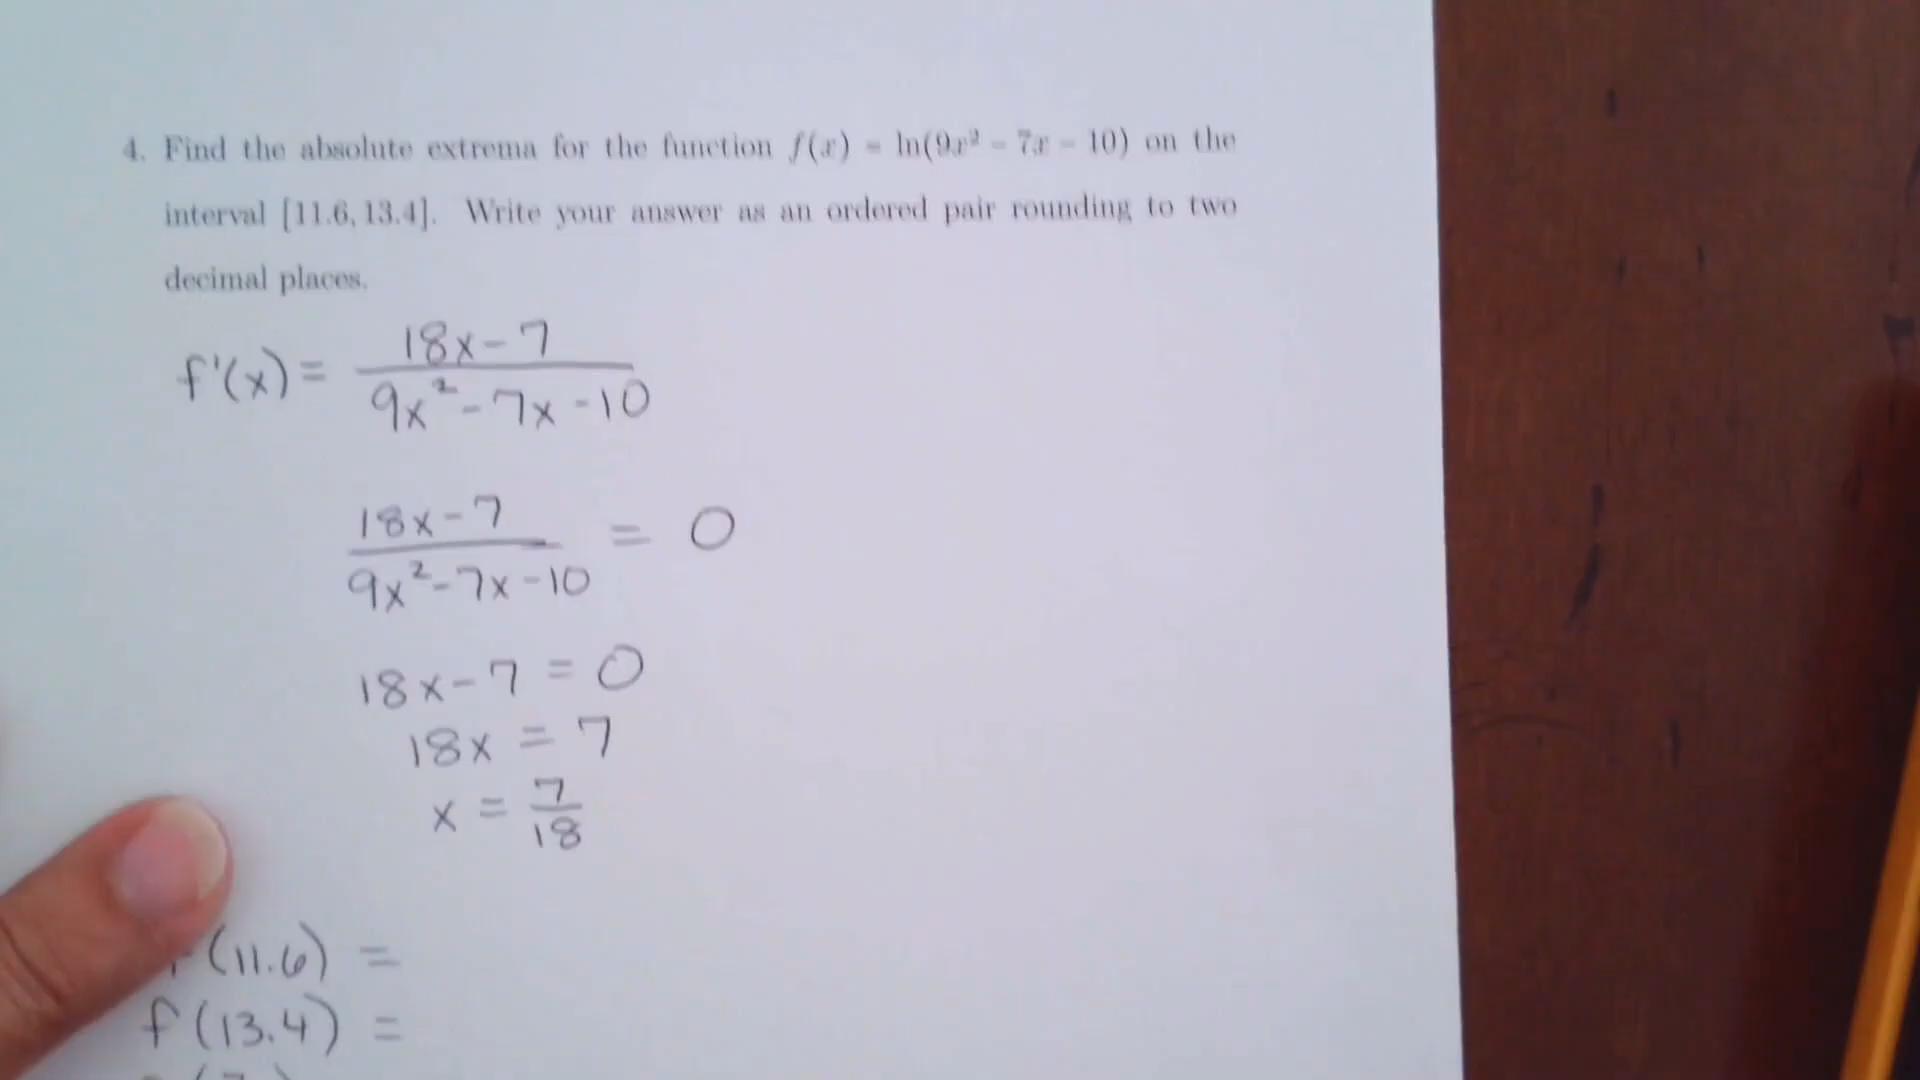 4. Find the absolute extrema for the function f(x) = ln(9x² − 7x − 10) on the
interval [11.6, 13.4]. Write your answer as an ordered pair rounding to two
decimal places.
f'(x) = (18x − 7)/(9x² − 7x − 10)
(18x − 7)/(9x² − 7x − 10) = 0
18x − 7 = 0
18x = 7
x = 7/18
(11.6) =
f(13.4) =